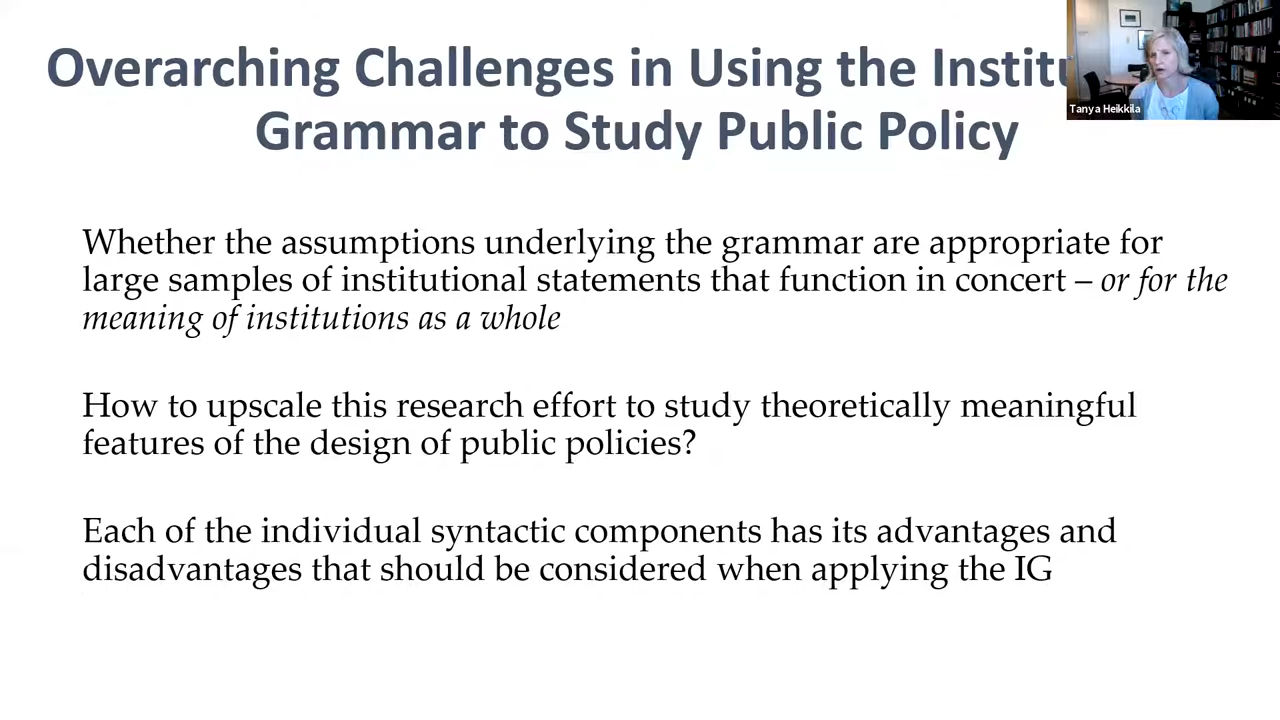 Overarching Challenges in Using the Institu
Grammar to Study Public Policy
Tanya Heikkila
Whether the assumptions underlying the grammar are appropriate for
large samples of institutional statements that function in concert – or for the
meaning of institutions as a whole
How to upscale this research effort to study theoretically meaningful
features of the design of public policies?
Each of the individual syntactic components has its advantages and
disadvantages that should be considered when applying the IG